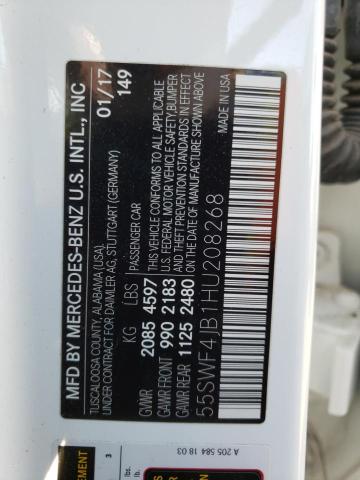 MFD BY MERCEDES-BENZ U.S. INTL., INC
TUSCALOOSA COUNTY, ALABAMA (USA)
UNDER CONTRACT FOR DAIMLER AG, STUTTGART (GERMANY)
01/17
149
KG LBS
GVWR 2085 4597
GAWR FRONT 990 2183
GAWR REAR 1125 2480
PASSENGER CAR
THIS VEHICLE CONFORMS TO ALL APPLICABLE
U.S. FEDERAL MOTOR VEHICLE SAFETY,BUMPER
AND THEFT PREVENTION STANDARDS IN EFFECT
ON THE DATE OF MANUFACTURE SHOWN ABOVE
MADE IN USA
55SWF4JB1HU208268
A 205 584 18 03
3
lbs.